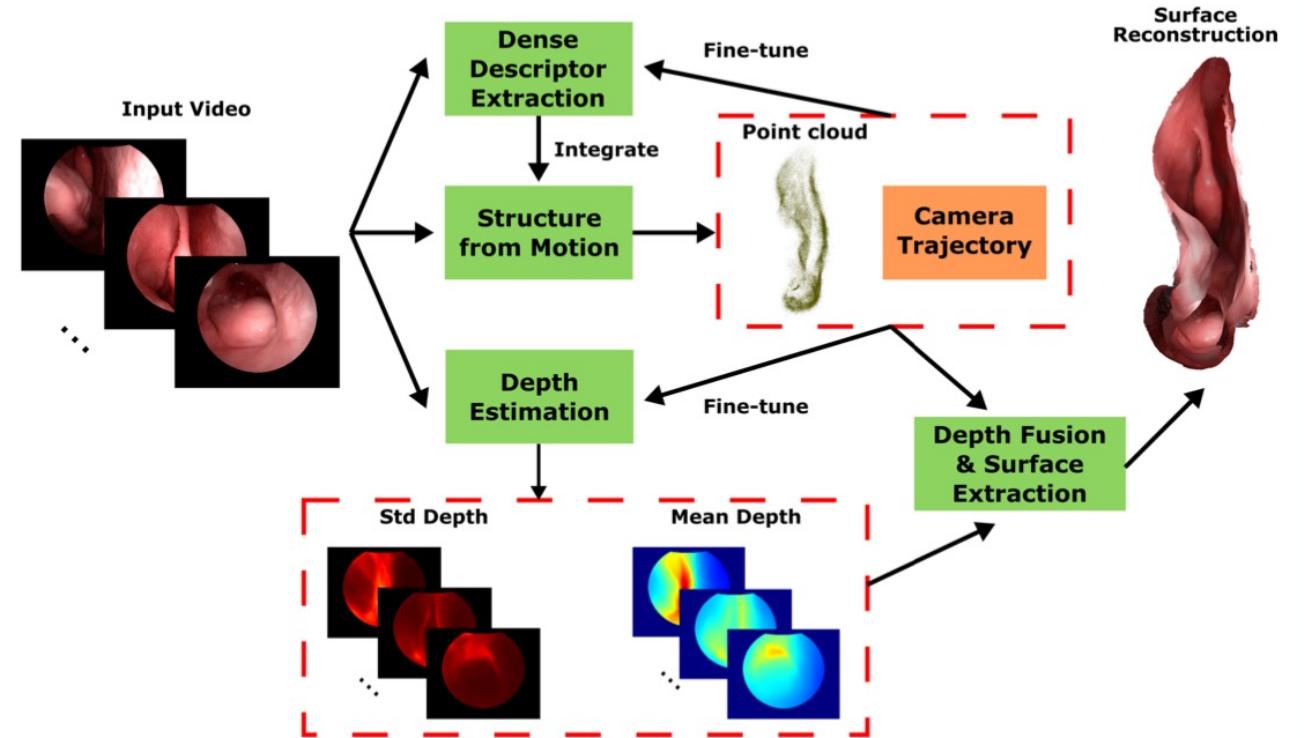 Surface
Reconstruction
Dense
Descriptor
Extraction
Fine-tune
Input Video
Point cloud
Integrate
Structure
from Motion
Camera
Trajectory
Depth
Estimation
Fine-tune
Depth Fusion
& Surface
Extraction
Std Depth
Mean Depth